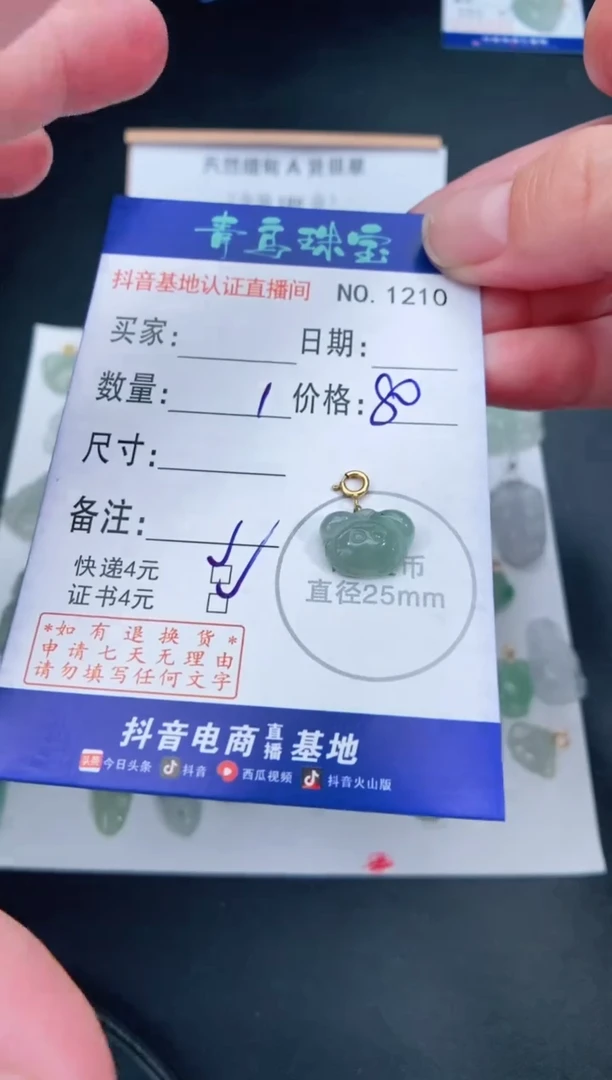 天然缅甸A货翡翠
青鸾珠宝
抖音基地认证直播间 NO. 1210
买家: 日期:
数量: 1 价格: 80
尺寸:
备注:
快递4元
证书4元
币
直径25mm
*如有退换货*
申请七天无理由
请勿填写任何文字
抖音电商直播基地
头条 今日头条 抖音 西瓜视频 抖音火山版